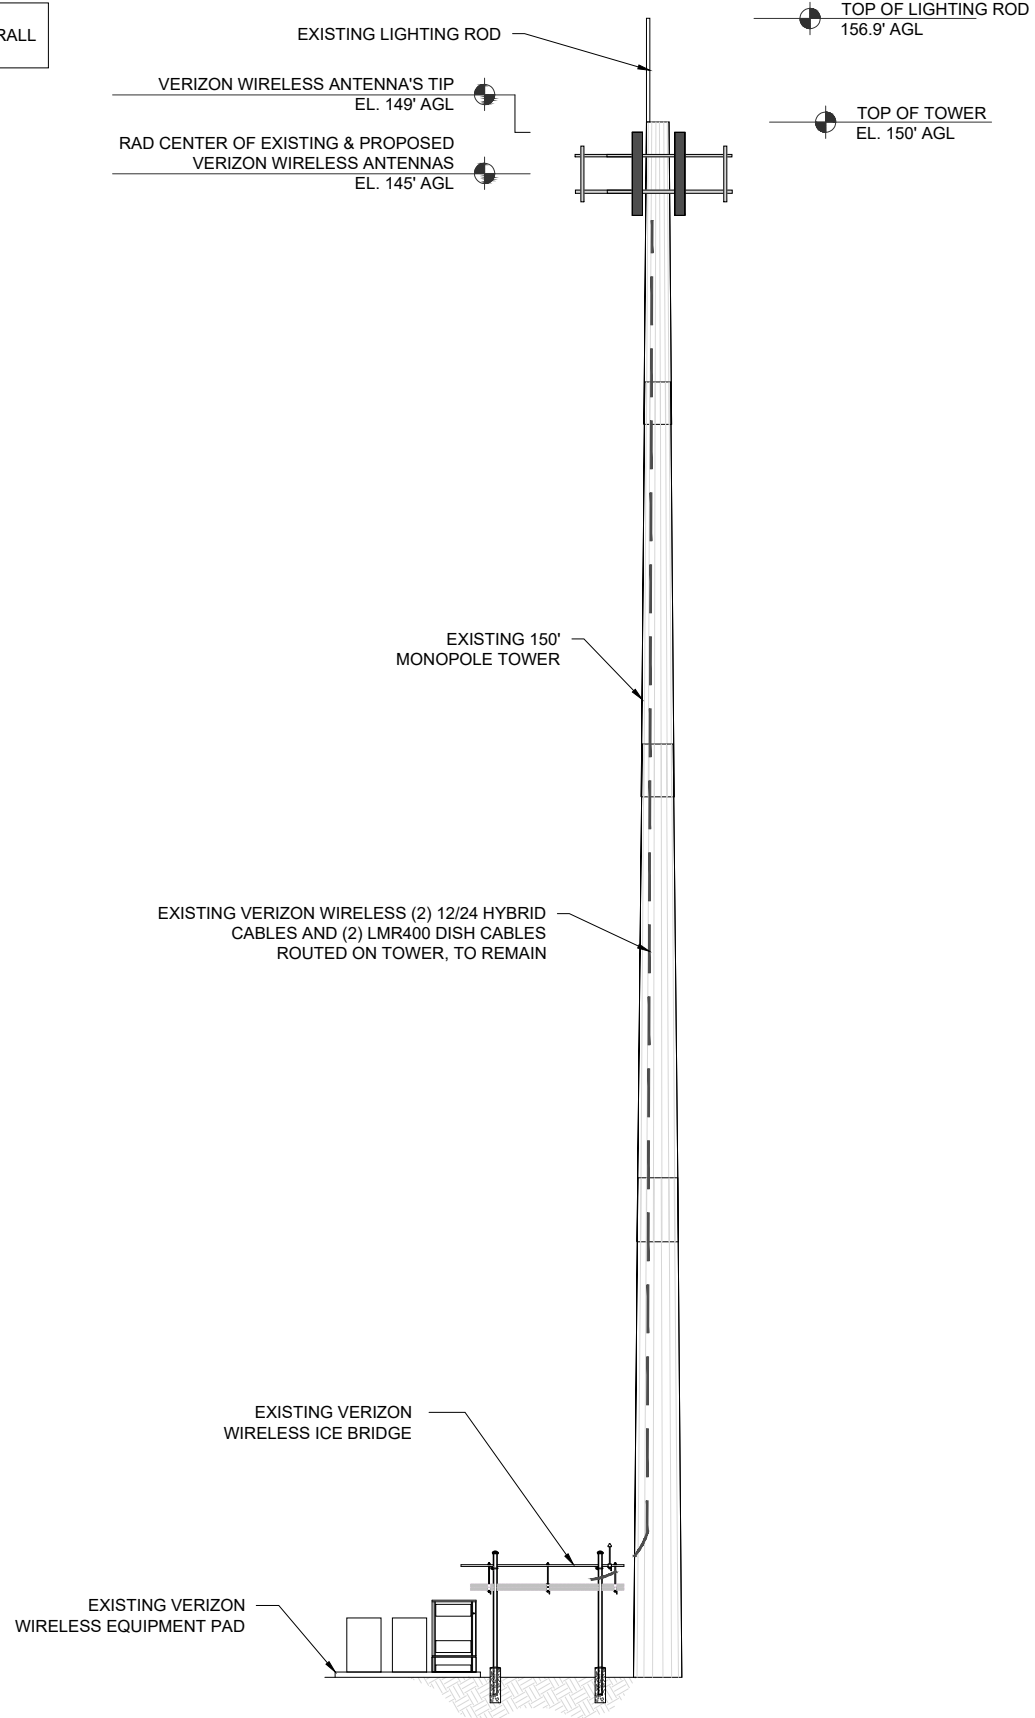 RALL
EXISTING LIGHTING ROD
TOP OF LIGHTING ROD
156.9' AGL
VERIZON WIRELESS ANTENNA'S TIP
EL. 149' AGL
TOP OF TOWER
EL. 150' AGL
RAD CENTER OF EXISTING & PROPOSED
VERIZON WIRELESS ANTENNAS
EL. 145' AGL
EXISTING 150'
MONOPOLE TOWER
EXISTING VERIZON WIRELESS (2) 12/24 HYBRID
CABLES AND (2) LMR400 DISH CABLES
ROUTED ON TOWER, TO REMAIN
EXISTING VERIZON
WIRELESS ICE BRIDGE
EXISTING VERIZON
WIRELESS EQUIPMENT PAD